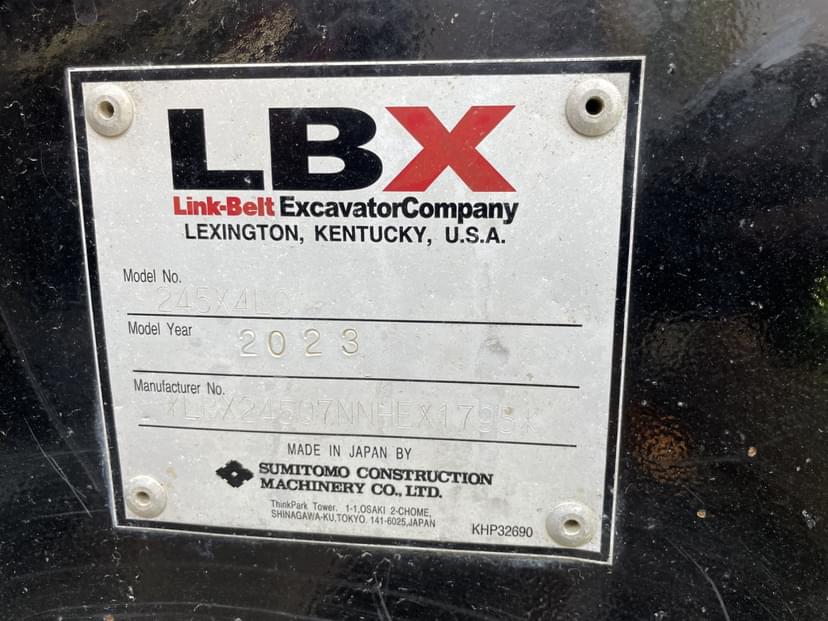 LBX
Link-Belt ExcavatorCompany
LEXINGTON, KENTUCKY, U.S.A.
Model No.
Model Year 2023
Manufacturer No.
MADE IN JAPAN BY
SUMITOMO CONSTRUCTION
MACHINERY CO., LTD.
ThinkPark Tower. 1-1,OSAKI 2-CHOME,
SHINAGAWA-KU,TOKYO. 141-6025,JAPAN
KHP32690